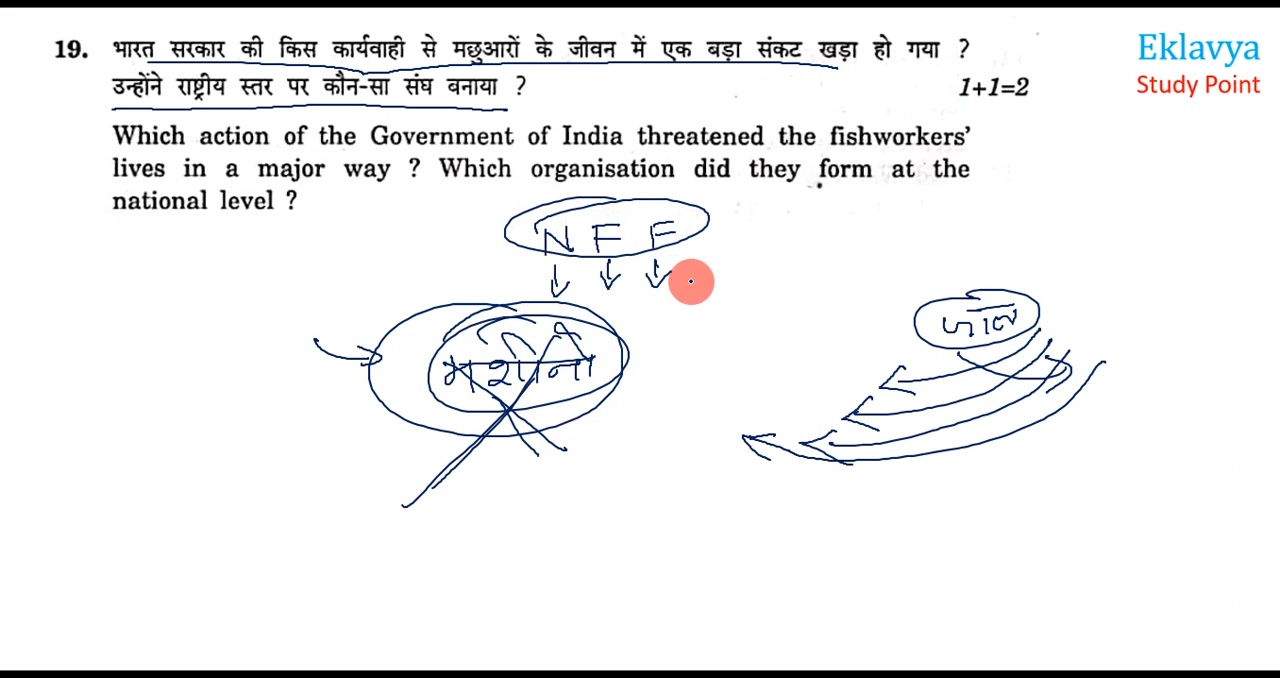 19. भारत सरकार की किस कार्यवाही से मछुआरों के जीवन में एक बड़ा संकट खड़ा हो गया ?
उन्होंने राष्ट्रीय स्तर पर कौन-सा संघ बनाया ? 1+1=2
Which action of the Government of India threatened the fishworkers'
lives in a major way ? Which organisation did they form at the
national level ?
Eklavya
Study Point
N F F
मशीनी
जाल